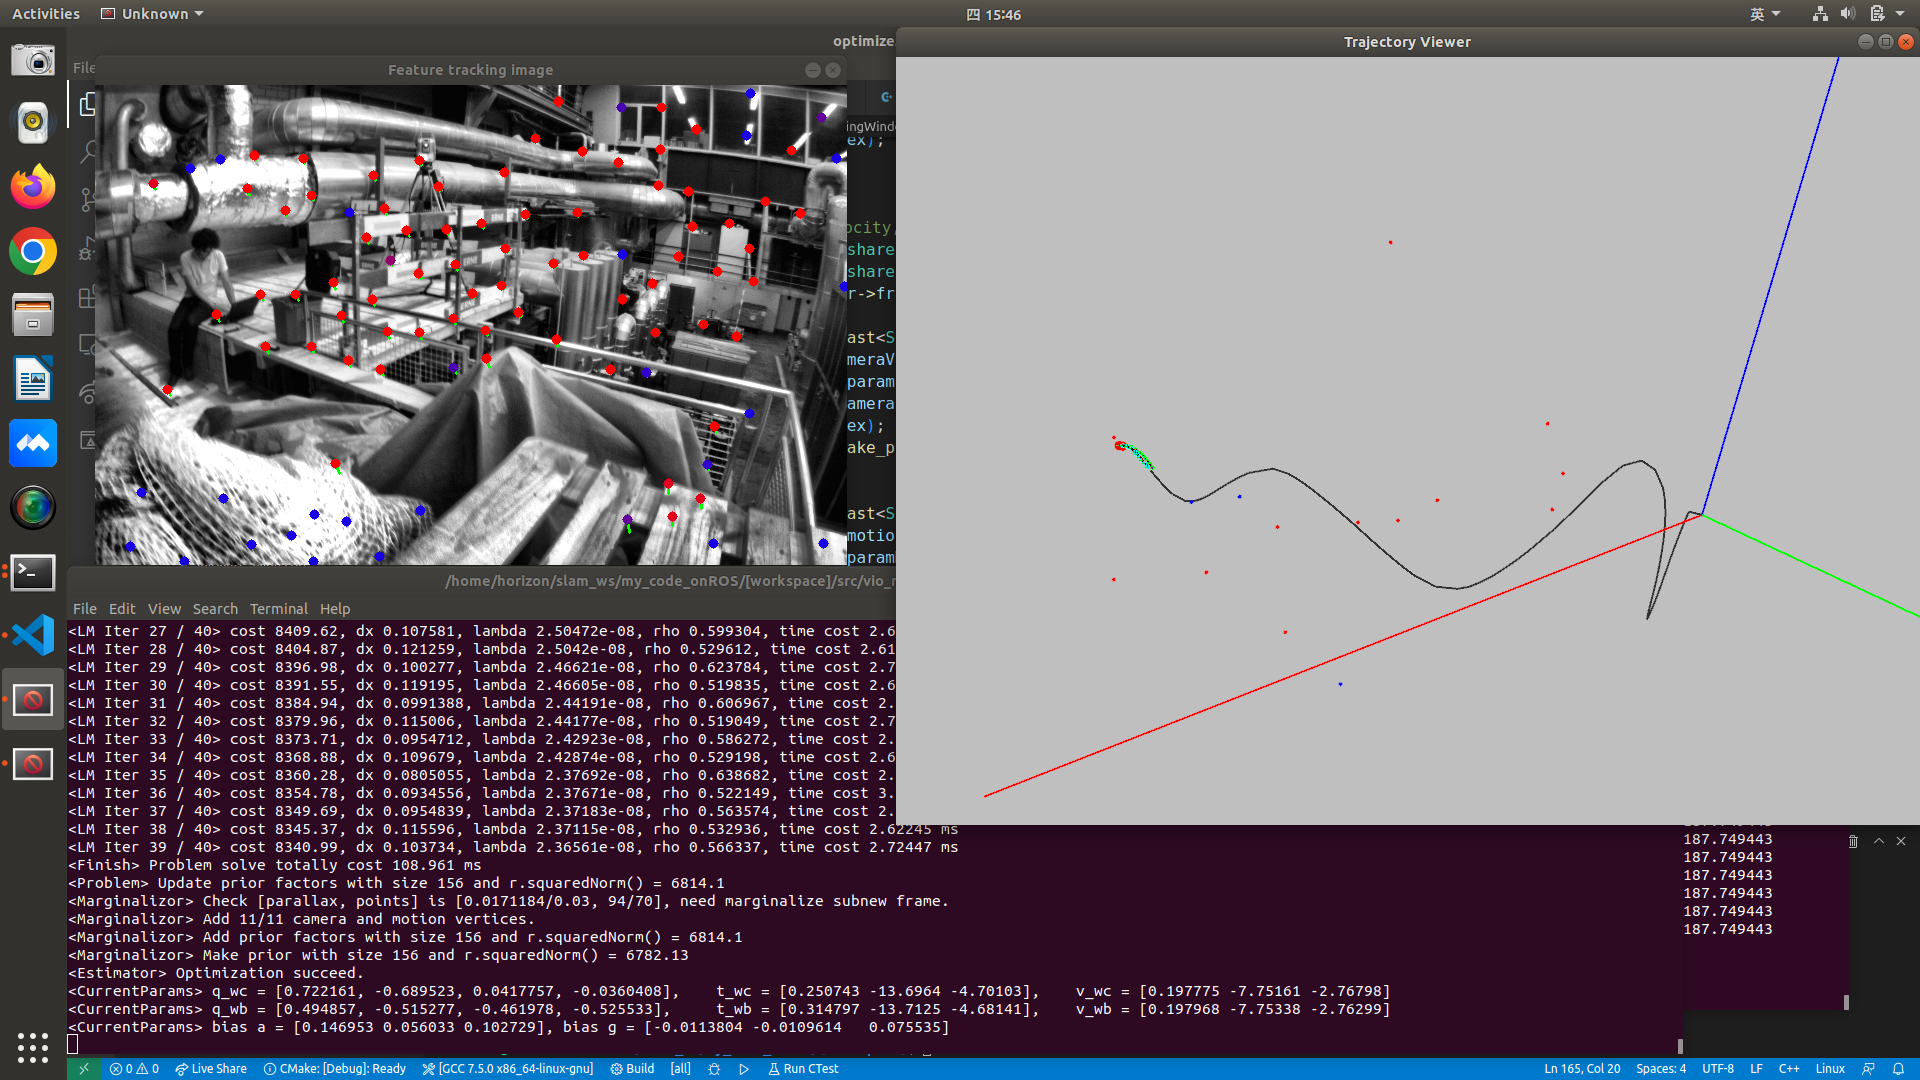 Activities
Unknown
四 15:46
英
optimize
Trajectory Viewer
File
Feature tracking image
ingWindo
ex);
ocity,
share
share
r->fr
ast<S
meraV
param
amera
ex);
ake_p
ast<S
motio
param
/home/horizon/slam_ws/my_code_onROS/[workspace]/src/vio_
File Edit View Search Terminal Help
<LM Iter 27 / 40> cost 8409.62, dx 0.107581, lambda 2.50472e-08, rho 0.599304, time cost 2.6
<LM Iter 28 / 40> cost 8404.87, dx 0.121259, lambda 2.5042e-08, rho 0.529612, time cost 2.61
<LM Iter 29 / 40> cost 8396.98, dx 0.100277, lambda 2.46621e-08, rho 0.623784, time cost 2.7
<LM Iter 30 / 40> cost 8391.55, dx 0.119195, lambda 2.46605e-08, rho 0.519835, time cost 2.6
<LM Iter 31 / 40> cost 8384.94, dx 0.0991388, lambda 2.44191e-08, rho 0.606967, time cost 2.
<LM Iter 32 / 40> cost 8379.96, dx 0.115006, lambda 2.44177e-08, rho 0.519049, time cost 2.7
<LM Iter 33 / 40> cost 8373.71, dx 0.0954712, lambda 2.42923e-08, rho 0.586272, time cost 2.
<LM Iter 34 / 40> cost 8368.88, dx 0.109679, lambda 2.42874e-08, rho 0.529198, time cost 2.6
<LM Iter 35 / 40> cost 8360.28, dx 0.0805055, lambda 2.37692e-08, rho 0.638682, time cost 2.
<LM Iter 36 / 40> cost 8354.78, dx 0.0934556, lambda 2.37671e-08, rho 0.522149, time cost 3.
<LM Iter 37 / 40> cost 8349.69, dx 0.0954839, lambda 2.37183e-08, rho 0.563574, time cost 2.
<LM Iter 38 / 40> cost 8345.37, dx 0.115596, lambda 2.37115e-08, rho 0.532936, time cost 2.62245 ms
<LM Iter 39 / 40> cost 8340.99, dx 0.103734, lambda 2.36561e-08, rho 0.566337, time cost 2.72447 ms
<Finish> Problem solve totally cost 108.961 ms
<Problem> Update prior factors with size 156 and r.squaredNorm() = 6814.1
<Marginalizor> Check [parallax, points] is [0.0171184/0.03, 94/70], need marginalize subnew frame.
<Marginalizor> Add 11/11 camera and motion vertices.
<Marginalizor> Add prior factors with size 156 and r.squaredNorm() = 6814.1
<Marginalizor> Make prior with size 156 and r.squaredNorm() = 6782.13
<Estimator> Optimization succeed.
<CurrentParams> q_wc = [0.722161, -0.689523, 0.0417757, -0.0360408], t_wc = [0.250743 -13.6964 -4.70103], v_wc = [0.197775 -7.75161 -2.76798]
<CurrentParams> q_wb = [0.494857, -0.515277, -0.461978, -0.525533], t_wb = [0.314797 -13.7125 -4.68141], v_wb = [0.197968 -7.75338 -2.76299]
<CurrentParams> bias a = [0.146953 0.056033 0.102729], bias g = [-0.0113804 -0.0109614 0.075535]
187.749443
187.749443
187.749443
187.749443
187.749443
187.749443
0 0 Live Share CMake: [Debug]: Ready [GCC 7.5.0 x86_64-linux-gnu] Build [all] Run CTest Ln 165, Col 20 Spaces: 4 UTF-8 LF C++ Linux